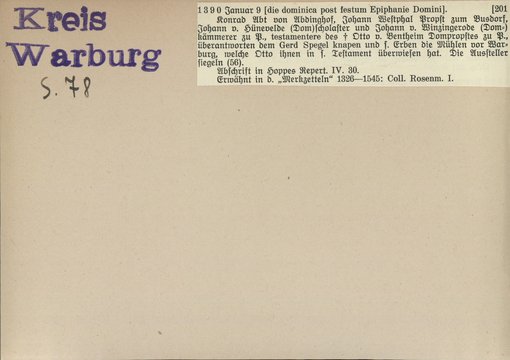 Kreis
Warburg
S. 78
1390 Januar 9 [die dominica post festum Epiphanie Domini]. [201
Konrad Abt von Abdinghof, Johann Westphal Propst zum Busdorf,
Johann v. Hünevelde (Dom)scholaster und Johann v. Winzingerode (Dom-)
kämmerer zu P., testamentere des † Otto v. Bentheim Dompropstes zu P.,
überantworten dem Gerd Spegel knapen und s. Erben die Mühlen vor War-
burg, welche Otto ihnen in s. Testament überwiesen hat. Die Aussteller
siegeln (56).
Abschrift in Hoppes Repert. IV. 30.
Erwähnt in d. „Merkzetteln“ 1326—1545: Coll. Rosenm. I.